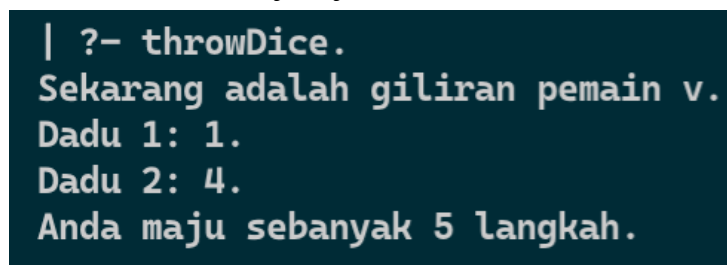 | ?- throwDice.
Sekarang adalah giliran pemain v.
Dadu 1: 1.
Dadu 2: 4.
Anda maju sebanyak 5 langkah.